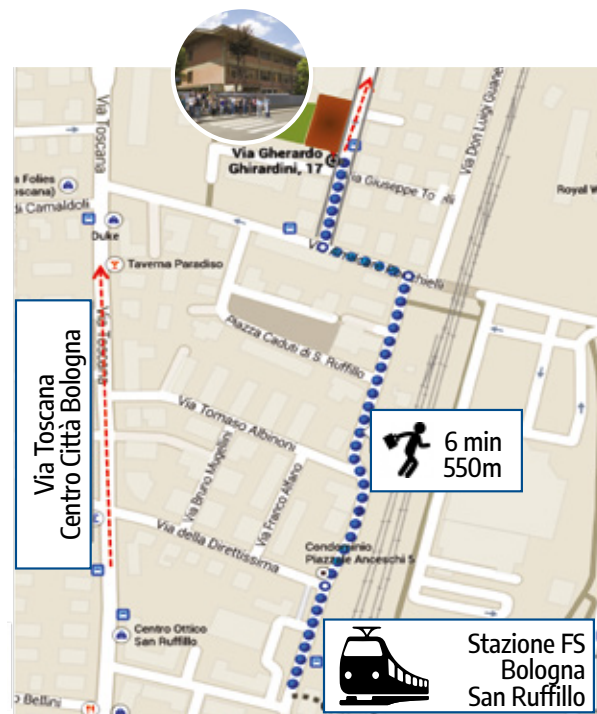 Via Toscana
Via Don Luigi Guanel
Via Gherardo
Ghirardini, 17
Via Giuseppe To
elli
a Folies
oscana)
di Camaldoli
Royal W
Duke
Taverna Paradiso
Via Toscana
Piazza Caduti di S. Ruffillo
Via Toscana
Centro Città Bologna
Via Tomaso Albinoni
6 min
550m
Via Bruno Mugellini
Via Franco Alfano
Via della Direttissima
Condominio
Piazzale Anceschi 5
Centro Ottico
San Ruffillo
Stazione FS
Bologna
San Ruffillo
o Bellini